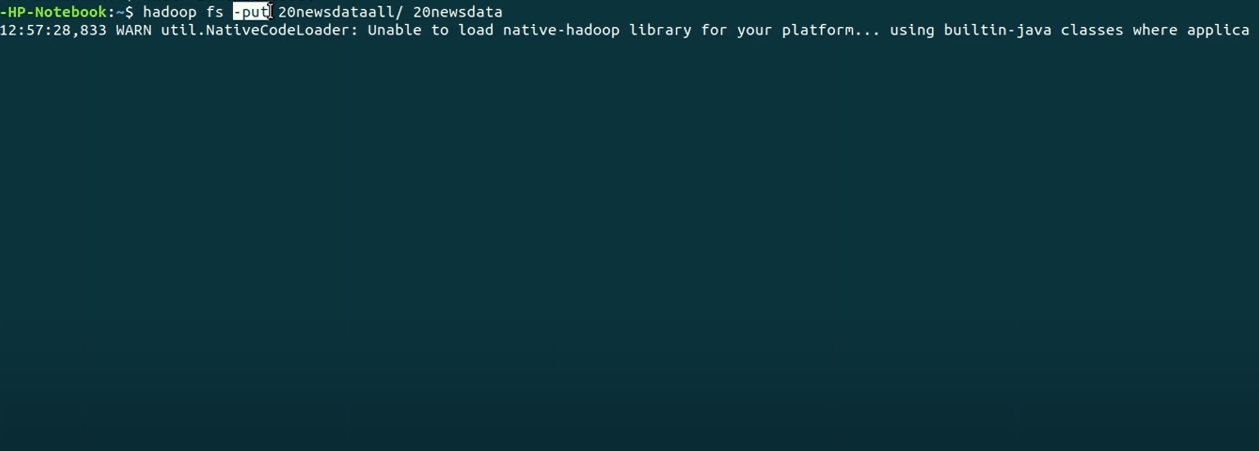 -HP-Notebook:~$ hadoop fs -put 20newsdataall/ 20newsdata
12:57:28,833 WARN util.NativeCodeLoader: Unable to load native-hadoop library for your platform... using builtin-java classes where applica